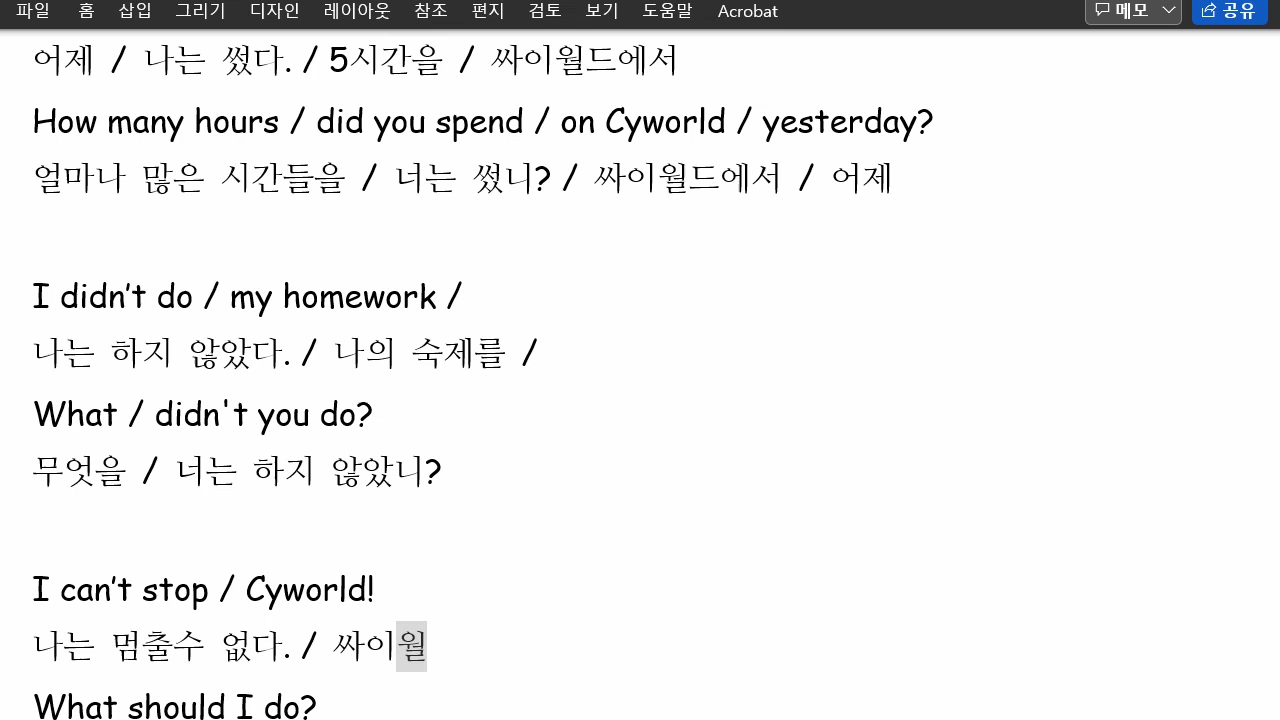 파일 홈 삽입 그리기 디자인 레이아웃 참조 편지 검토 보기 도움말 Acrobat 메모 공유
어제 / 나는 썼다. / 5시간을 / 싸이월드에서
How many hours / did you spend / on Cyworld / yesterday?
얼마나 많은 시간들을 / 너는 썼니? / 싸이월드에서 / 어제
I didn’t do / my homework /
나는 하지 않았다. / 나의 숙제를 /
What / didn't you do?
무엇을 / 너는 하지 않았니?
I can’t stop / Cyworld!
나는 멈출수 없다. / 싸이월
What should I do?